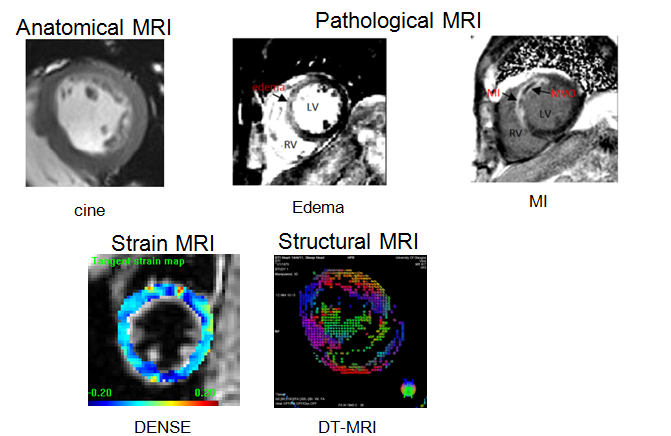 Anatomical MRI
Pathological MRI
edema
LV
RV
MI
MVO
LV
RV
cine
Edema
MI
Strain MRI
Structural MRI
Tangent strain map
-0.20
0.20
DENSE
DT-MRI